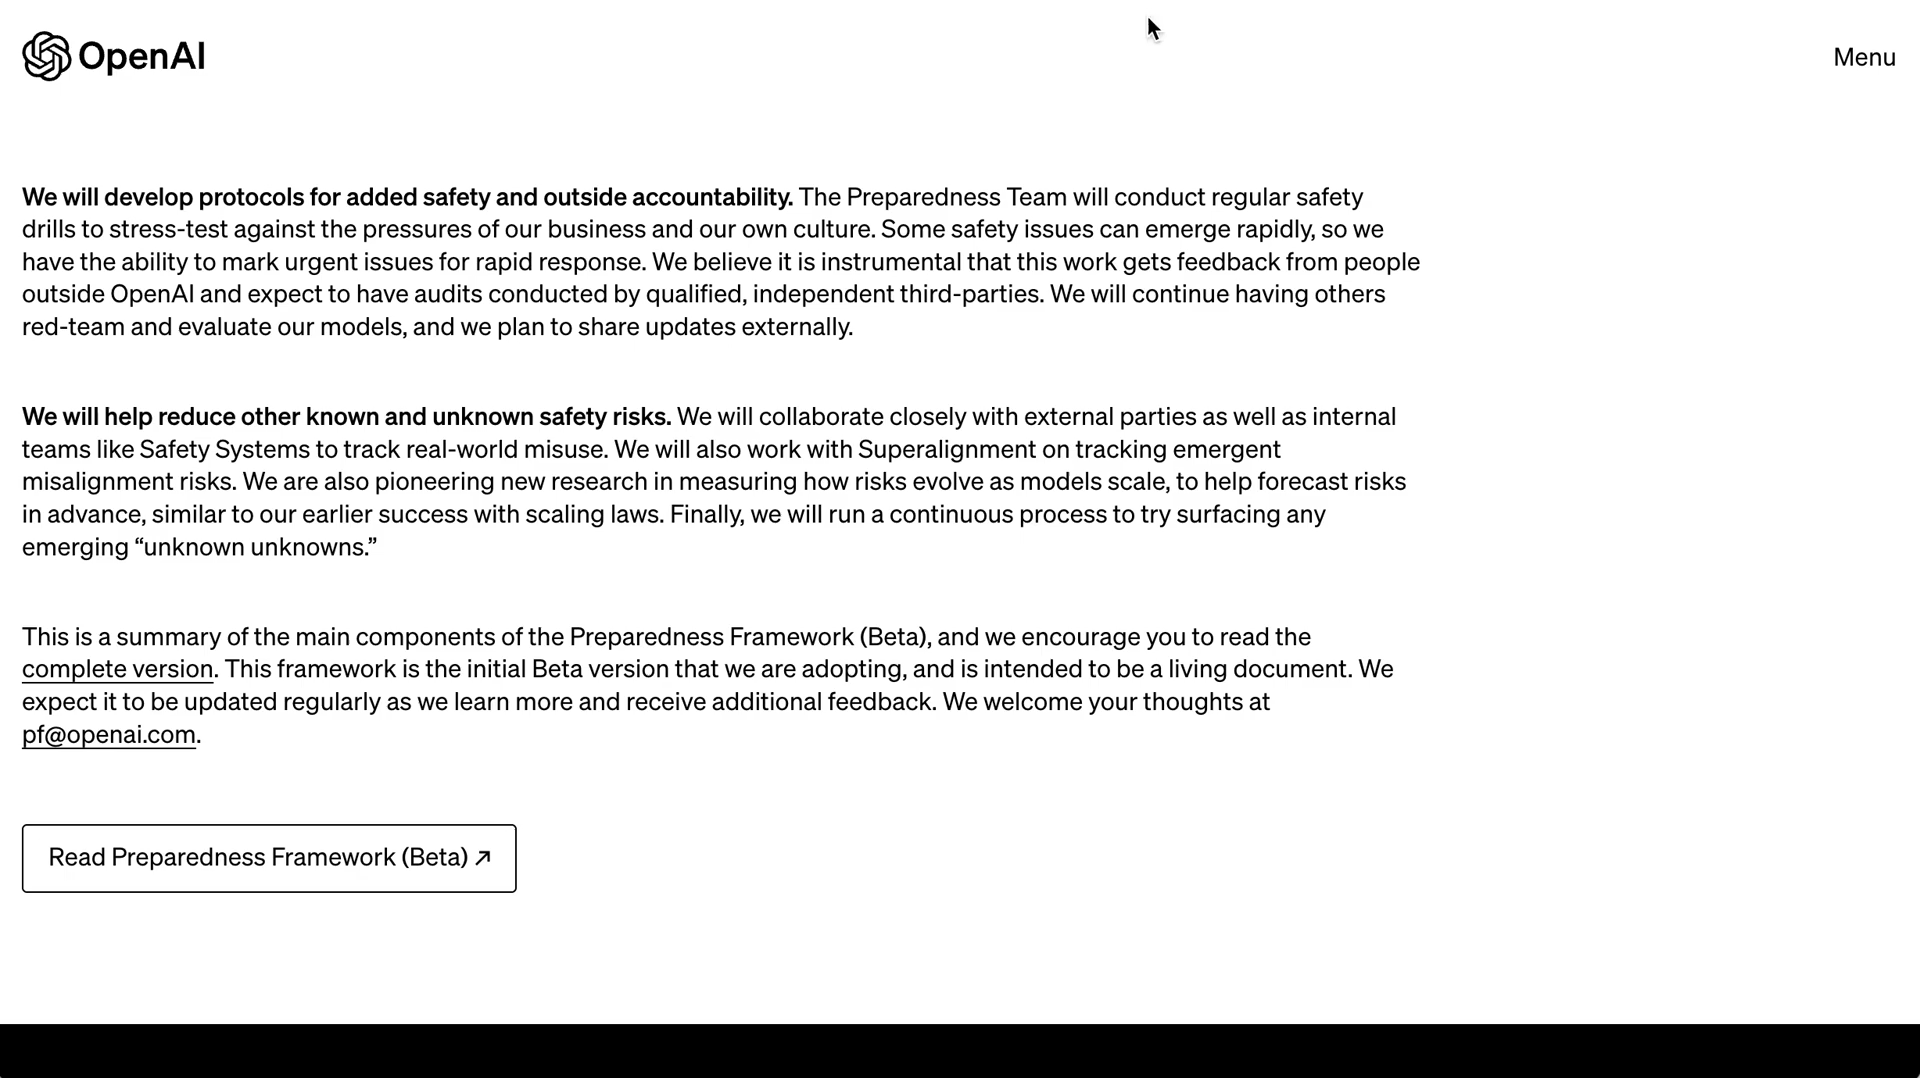 OpenAI
Menu
We will develop protocols for added safety and outside accountability. The Preparedness Team will conduct regular safety
drills to stress-test against the pressures of our business and our own culture. Some safety issues can emerge rapidly, so we
have the ability to mark urgent issues for rapid response. We believe it is instrumental that this work gets feedback from people
outside OpenAI and expect to have audits conducted by qualified, independent third-parties. We will continue having others
red-team and evaluate our models, and we plan to share updates externally.
We will help reduce other known and unknown safety risks. We will collaborate closely with external parties as well as internal
teams like Safety Systems to track real-world misuse. We will also work with Superalignment on tracking emergent
misalignment risks. We are also pioneering new research in measuring how risks evolve as models scale, to help forecast risks
in advance, similar to our earlier success with scaling laws. Finally, we will run a continuous process to try surfacing any
emerging “unknown unknowns.”
This is a summary of the main components of the Preparedness Framework (Beta), and we encourage you to read the
complete version. This framework is the initial Beta version that we are adopting, and is intended to be a living document. We
expect it to be updated regularly as we learn more and receive additional feedback. We welcome your thoughts at
pf@openai.com.
Read Preparedness Framework (Beta) ↗